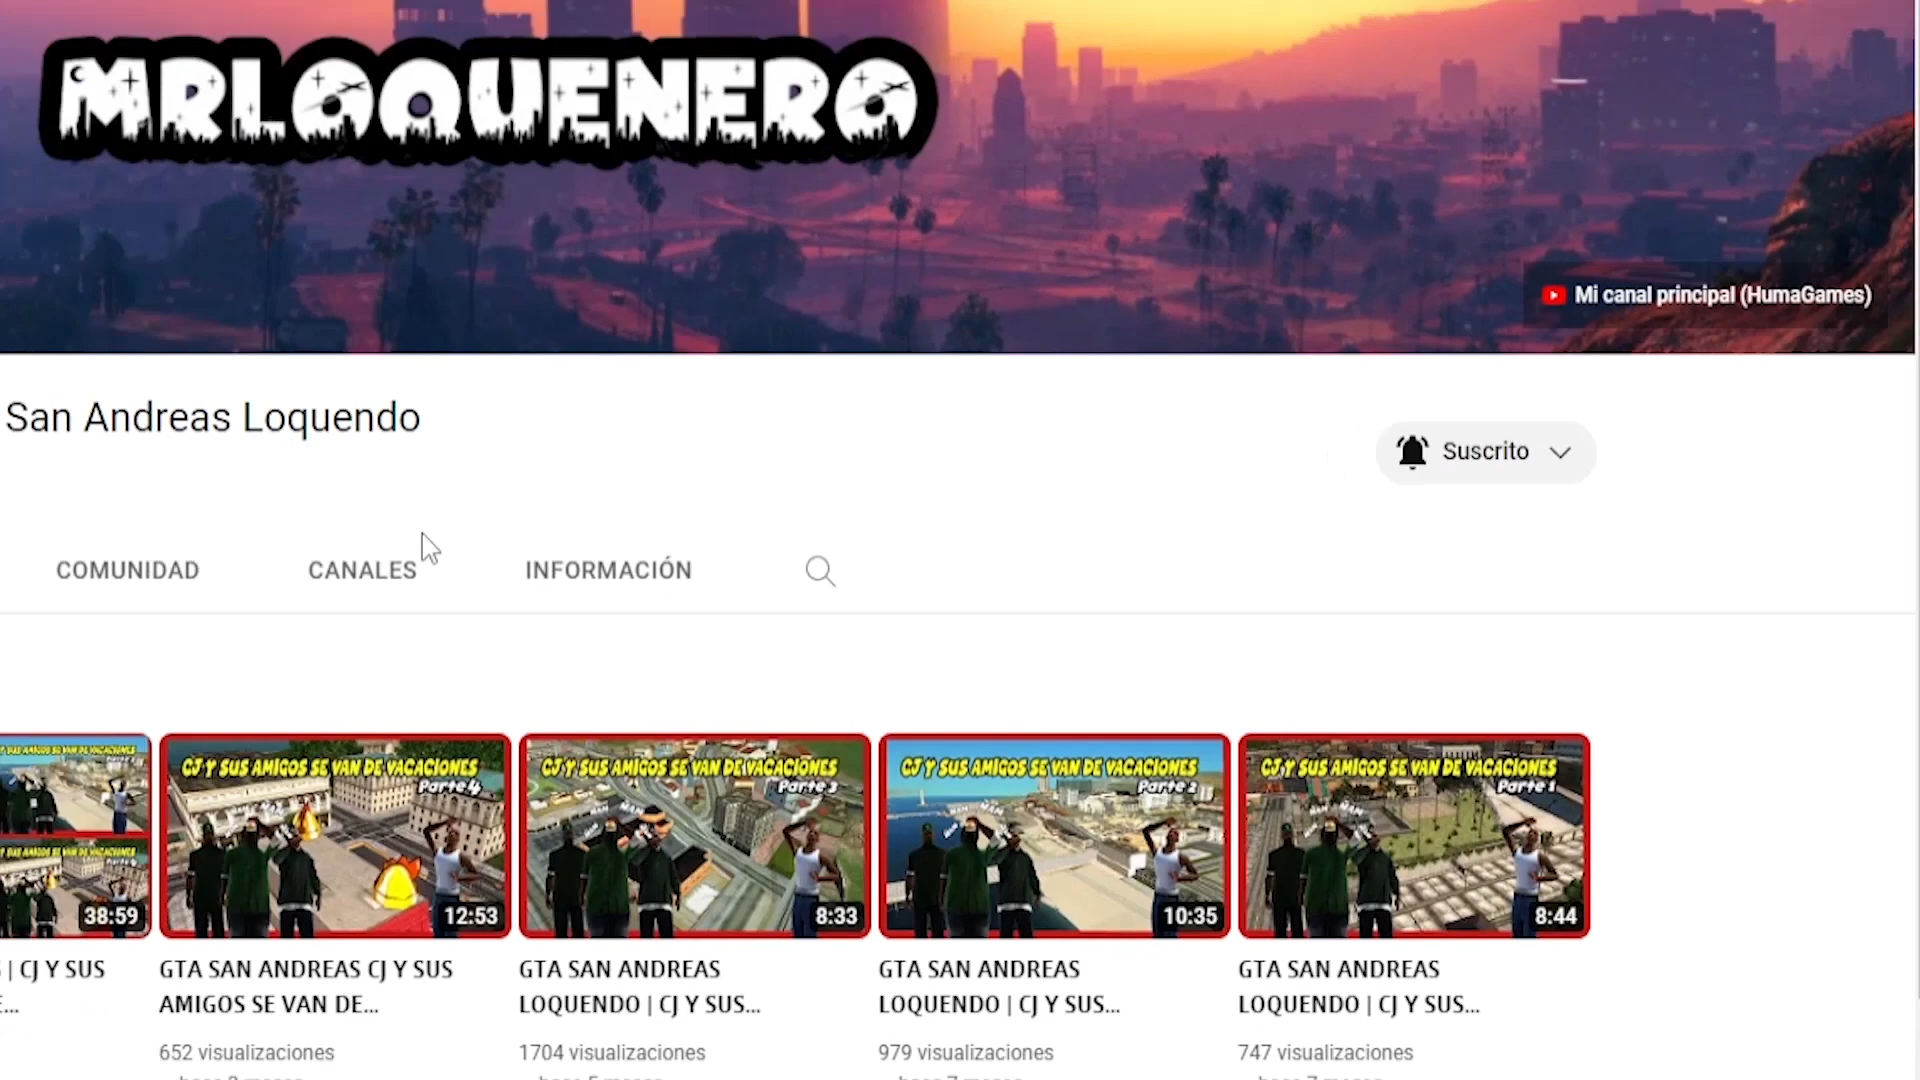 MRLOQUENERO
Mi canal principal (HumaGames)
San Andreas Loquendo
Suscrito
COMUNIDAD
CANALES
INFORMACIÓN
38:59
CJ Y SUS AMIGOS SE VAN DE VACACIONES
Parte 4
12:53
CJ Y SUS AMIGOS SE VAN DE VACACIONES
Parte 3
8:33
CJ Y SUS AMIGOS SE VAN DE VACACIONES
Parte 2
10:35
CJ Y SUS AMIGOS SE VAN DE VACACIONES
Parte 1
8:44
| CJ Y SUS
GTA SAN ANDREAS CJ Y SUS
AMIGOS SE VAN DE...
GTA SAN ANDREAS
LOQUENDO | CJ Y SUS...
GTA SAN ANDREAS
LOQUENDO | CJ Y SUS...
GTA SAN ANDREAS
LOQUENDO | CJ Y SUS...
652 visualizaciones
1704 visualizaciones
979 visualizaciones
747 visualizaciones